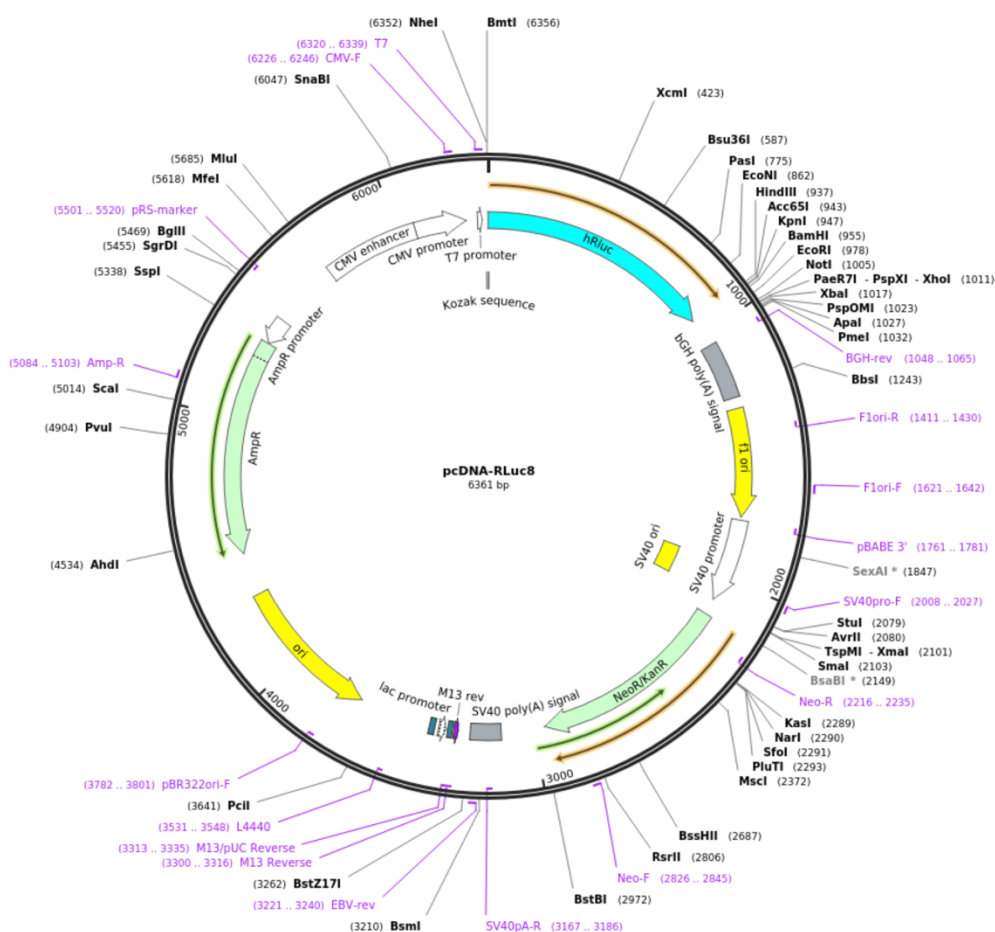 (6352) NheI
BmtI (6356)
(6320 .. 6339) T7
(6226 .. 6246) CMV-F
(6047) SnaBI
XcmI (423)
Bsu36I (587)
PasI (775)
EcoNI (862)
HindIII (937)
Acc65I (943)
KpnI (947)
BamHI (955)
EcoRI (978)
NotI (1005)
PaeR7I - PspXI - XhoI (1011)
XbaI (1017)
PspOMI (1023)
ApaI (1027)
PmeI (1032)
BGH-rev (1048 .. 1065)
BbsI (1243)
F1ori-R (1411 .. 1430)
F1ori-F (1621 .. 1642)
pBABE 3' (1761 .. 1781)
SexAI * (1847)
SV40pro-F (2008 .. 2027)
StuI (2079)
AvrII (2080)
TspMI - XmaI (2101)
SmaI (2103)
BsaBI * (2149)
Neo-R (2216 .. 2235)
KasI (2289)
NarI (2290)
SfoI (2291)
PluTI (2293)
MscI (2372)
BssHII (2687)
RsrII (2806)
Neo-F (2826 .. 2845)
BstBI (2972)
SV40pA-R (3167 .. 3186)
(3210) BsmI
(3221 .. 3240) EBV-rev
(3262) BstZ17I
(3300 .. 3316) M13 Reverse
(3313 .. 3335) M13/pUC Reverse
(3531 .. 3548) L4440
(3641) PciI
(3782 .. 3801) pBR322ori-F
(4534) AhdI
(4904) PvuI
(5014) ScaI
(5084 .. 5103) Amp-R
(5338) SspI
(5455) SgrDI
(5469) BglII
(5501 .. 5520) pRS-marker
(5618) MfeI
(5685) MluI
6000
1000
2000
3000
4000
5000
CMV enhancer
CMV promoter
T7 promoter
Kozak sequence
hRluc
bGH poly(A) signal
f1 ori
SV40 promoter
SV40 ori
NeoR/KanR
SV40 poly(A) signal
M13 rev
lac promoter
ori
AmpR
AmpR promoter
pcDNA-RLuc8
6361 bp